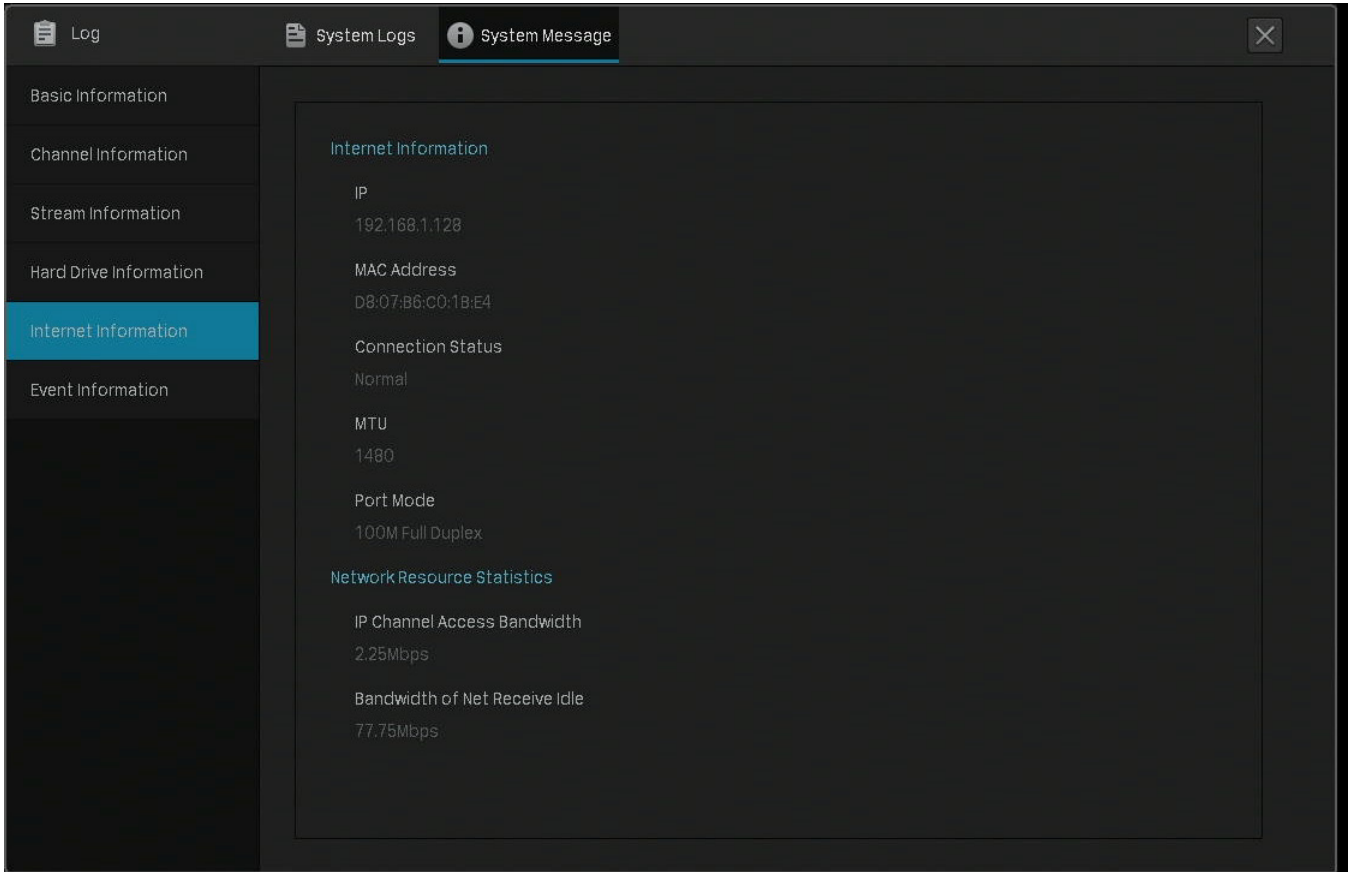 Log
System Logs
System Message
Basic Information
Channel Information
Stream Information
Hard Drive Information
Internet Information
Event Information
Internet Information
IP
192.168.1.128
MAC Address
D8:07:B6:C0:1B:E4
Connection Status
Normal
MTU
1480
Port Mode
100M Full Duplex
Network Resource Statistics
IP Channel Access Bandwidth
2.25Mbps
Bandwidth of Net Receive Idle
77.75Mbps